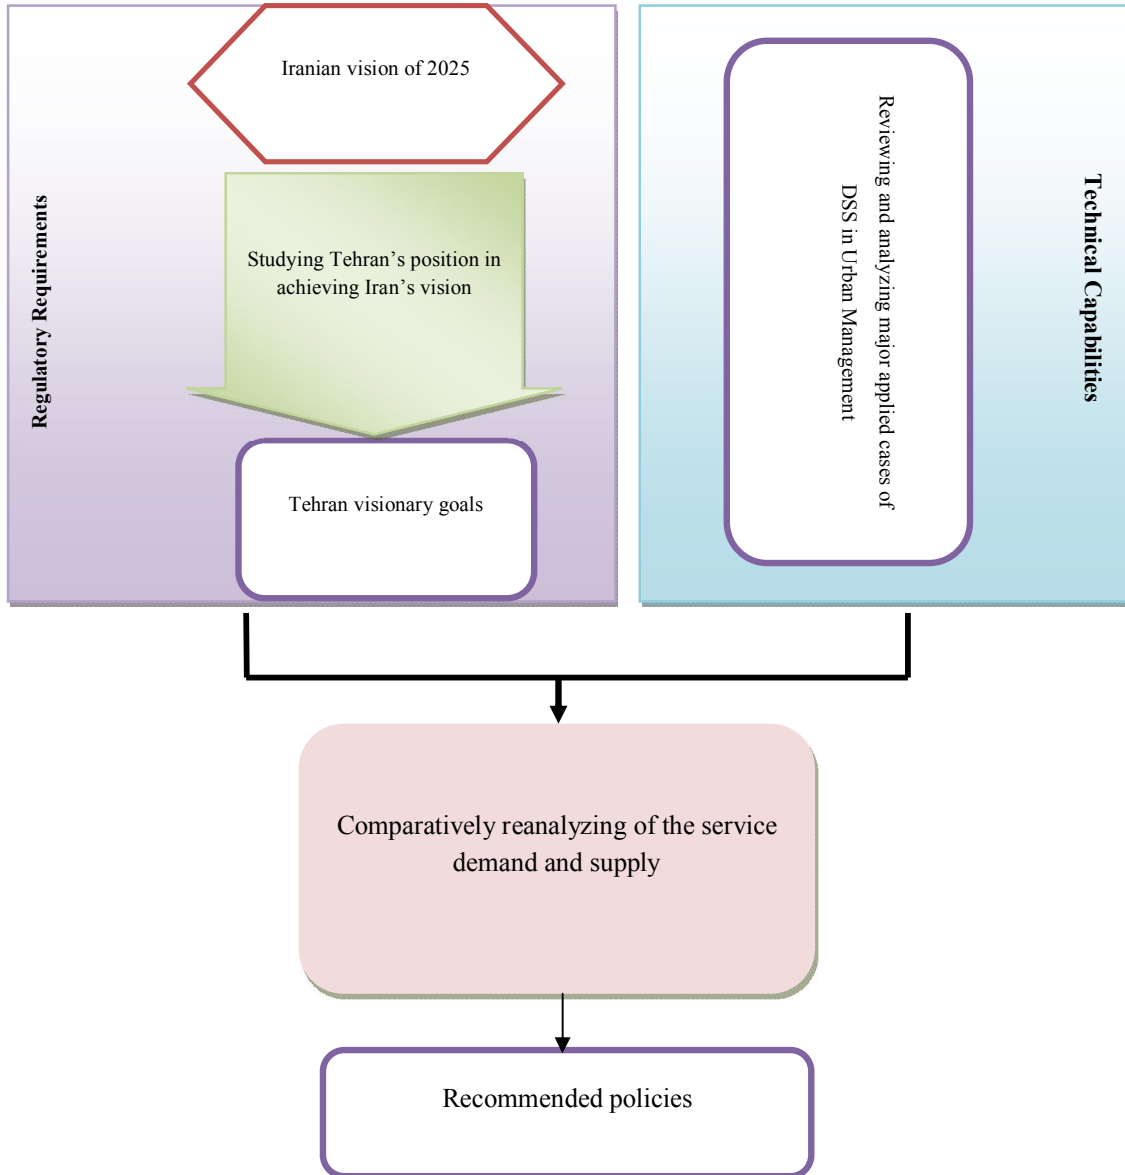 Iranian vision of 2025
Regulatory Requirements
Studying Tehran’s position in
achieving Iran’s vision
Tehran visionary goals
Reviewing and analyzing major applied cases of
DSS in Urban Management
Technical Capabilities
Comparatively reanalyzing of the service
demand and supply
Recommended policies